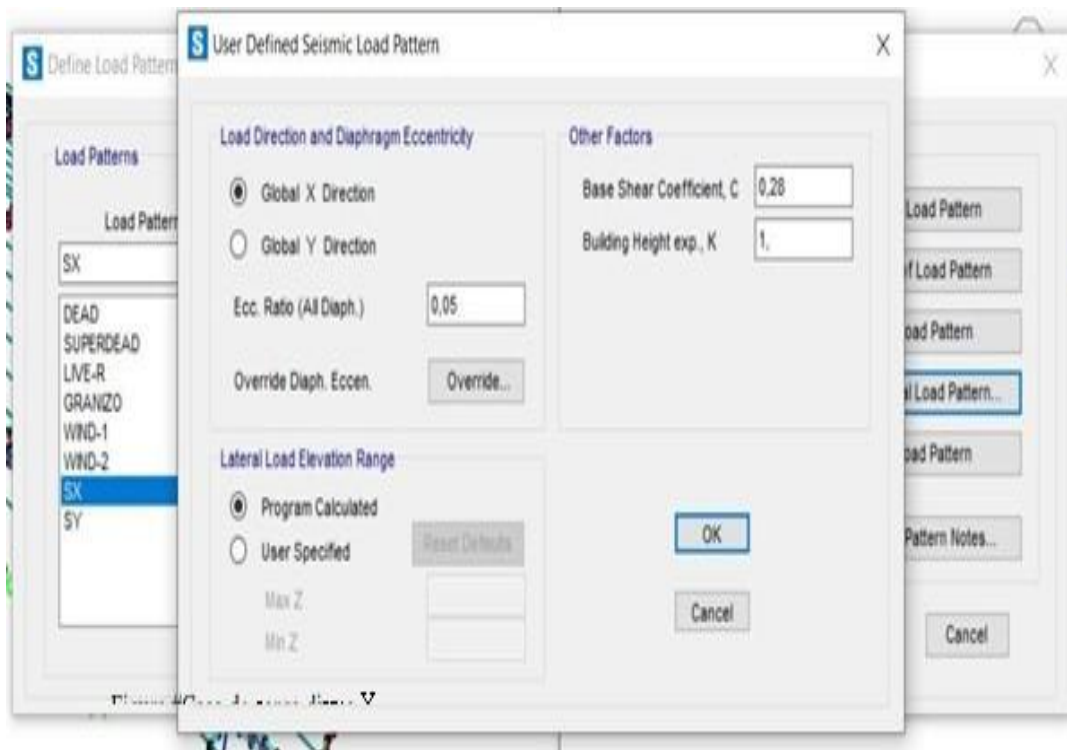 S Define Load Pattern
S User Defined Seismic Load Pattern
X
X
Load Patterns
Load Pattern
SX
DEAD
SUPERDEAD
LIVE-R
GRANIZO
WIND-1
WIND-2
SX
SY
Load Direction and Diaphragm Eccentricity
Global X Direction
Global Y Direction
Ecc. Ratio (All Diaph.)
0,05
Override Diaph. Eccen.
Override...
Lateral Load Elevation Range
Program Calculated
User Specified
Reset Defaults
Max Z
Min Z
Other Factors
Base Shear Coefficient, C
0,28
Building Height exp., K
1,
OK
Cancel
Load Pattern
of Load Pattern
oad Pattern
al Load Pattern...
oad Pattern
Pattern Notes...
Cancel
X